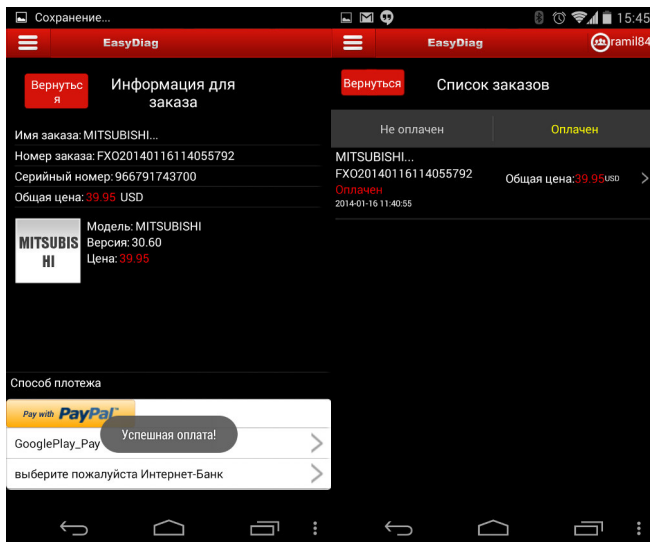 Сохранение...
EasyDiag
Вернутьс
я
Информация для
заказа
Имя заказа: MITSUBISHI...
Номер заказа: FXO20140116114055792
Серийный номер: 966791743700
Общая цена: 39.95 USD
MITSUBIS
HI
Модель: MITSUBISHI
Версия: 30.60
Цена: 39.95
Способ плотежа
Pay with PayPal
Успешная оплата!
GooglePlay_Pay
выберите пожалуйста Интернет-Банк
15:45
EasyDiag
ramil84
Вернуться
Список заказов
Не оплачен
Оплачен
MITSUBISHI...
FXO20140116114055792
Оплачен
2014-01-16 11:40:55
Общая цена:39.95USD